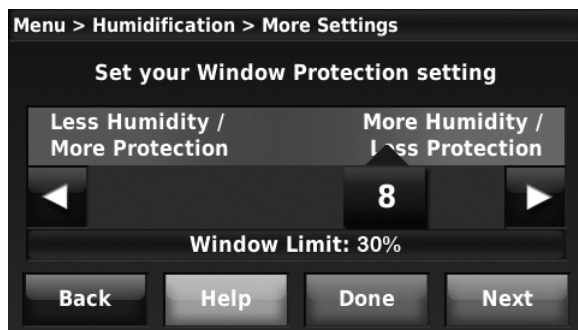 Menu > Humidification > More Settings
Set your Window Protection setting
Less Humidity / More Humidity /
More Protection Less Protection
8
Window Limit: 30%
Back Help Done Next